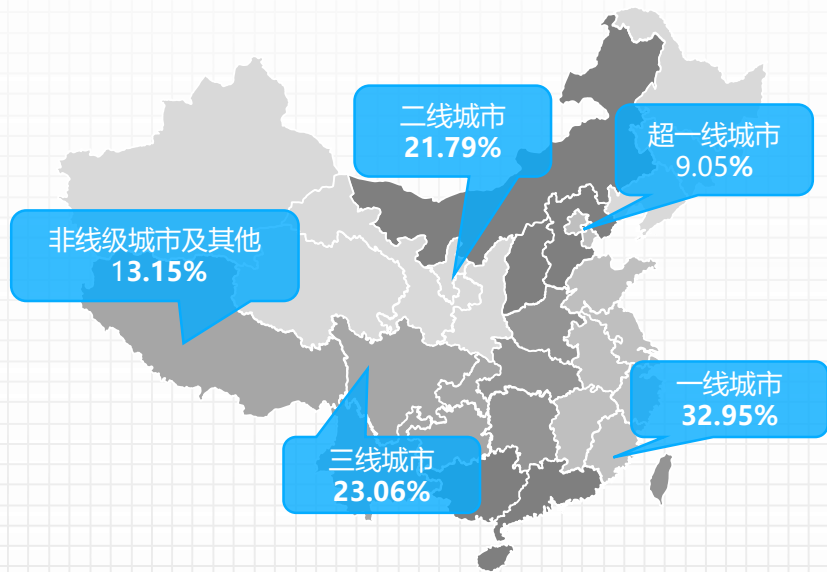 二线城市
21.79%
超一线城市
9.05%
非线级城市及其他
13.15%
一线城市
32.95%
三线城市
23.06%